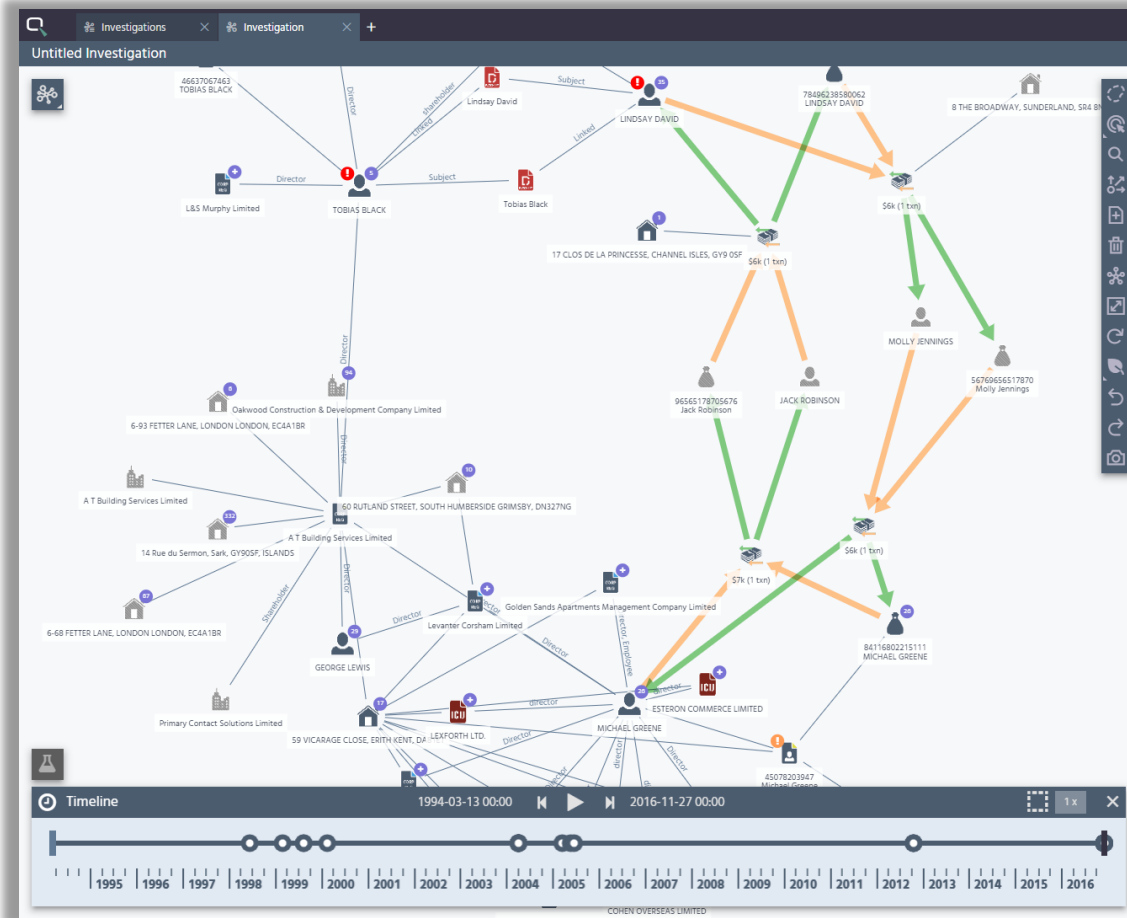 Investigations
Investigation
Untitled Investigation
46637067463
TOBIAS BLACK
Director
shareholder
Linked
Lindsay David
Subject
35
LINDSAY DAVID
78496238580062
LINDSAY DAVID
8 THE BROADWAY, SUNDERLAND, SR4 8N
Linked
L&S Murphy Limited
Director
5
TOBIAS BLACK
Subject
Tobias Black
$6k (1 txn)
1
17 CLOS DE LA PRINCESSE, CHANNEL ISLES, GY9 0SF
$6k (1 txn)
Director
MOLLY JENNINGS
56769656517870
Molly Jennings
94
Oakwood Construction & Development Company Limited
8
6-93 FETTER LANE, LONDON LONDON, EC4A1BR
96565178705676
Jack Robinson
JACK ROBINSON
Director
A T Building Services Limited
10
60 RUTLAND STREET, SOUTH HUMBERSIDE GRIMSBY, DN327NG
332
14 Rue du Sermon, Sark, GY90SF, ISLANDS
A T Building Services Limited
$6k (1 txn)
$7k (1 txn)
87
6-68 FETTER LANE, LONDON LONDON, EC4A1BR
Shareholder
Director
Director
Levanter Corsham Limited
Golden Sands Apartments Management Company Limited
Director
rector, Employee
29
GEORGE LEWIS
28
84116802215111
MICHAEL GREENE
Primary Contact Solutions Limited
17
59 VICARAGE CLOSE, ERITH KENT, DA
ICU
LEXFORTH LTD.
director
20
MICHAEL GREENE
director
ICU
ESTERON COMMERCE LIMITED
Director
director
Director
45078203947
Michael Greene
Timeline
1994-03-13 00:00
2016-11-27 00:00
1 x
1995 1996 1997 1998 1999 2000 2001 2002 2003 2004 2005 2006 2007 2008 2009 2010 2011 2012 2013 2014 2015 2016
COHEN OVERSEAS LIMITED